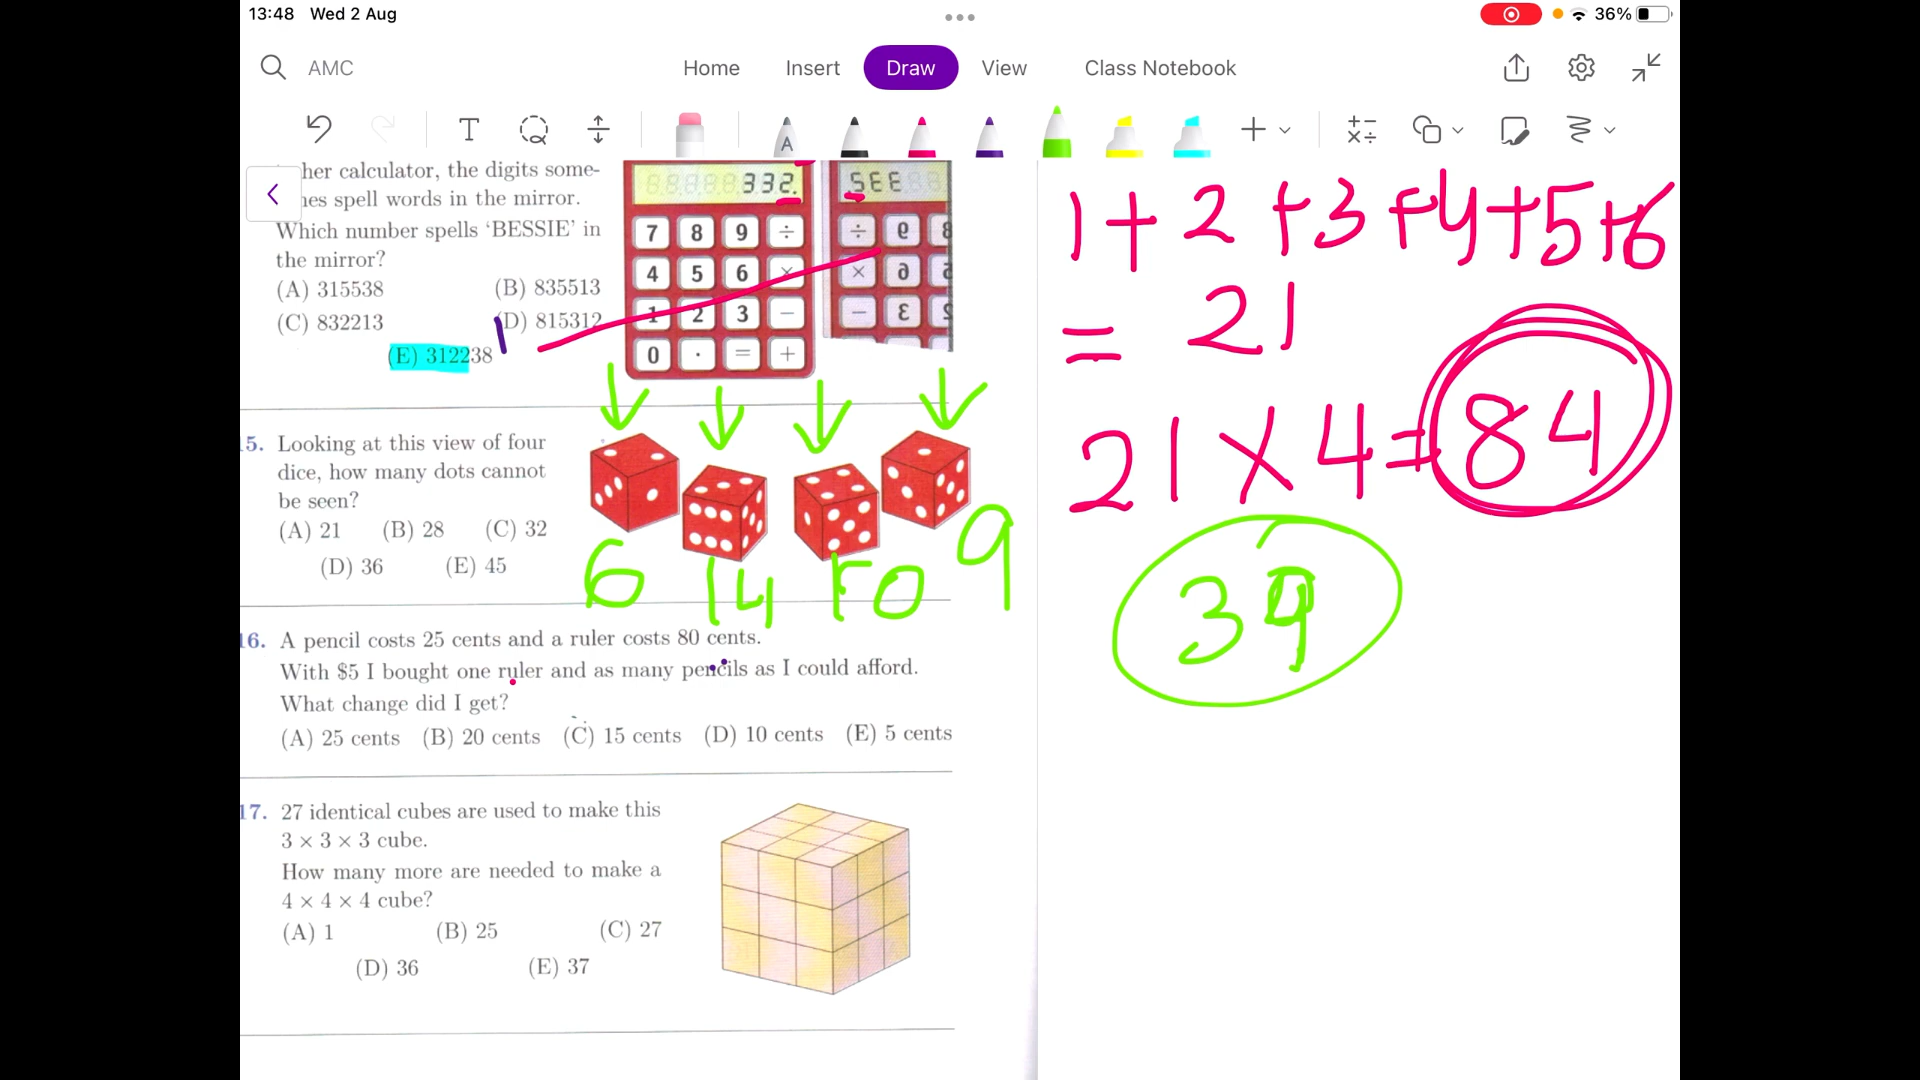 13:48 Wed 2 Aug
36%
AMC
Home Insert Draw View Class Notebook
T
A
her calculator, the digits some-
nes spell words in the mirror.
Which number spells ‘BESSIE’ in
the mirror?
(A) 315538 (B) 835513
(C) 832213 (D) 815312
(E) 312238
332.
SEE
7 8 9 ÷
4 5 6 ×
1 2 3 −
0 · = +
1+2+3+4+5+6
= 21
21 × 4 = 84
39
5. Looking at this view of four
dice, how many dots cannot
be seen?
(A) 21 (B) 28 (C) 32
(D) 36 (E) 45
6 14 10 9
16. A pencil costs 25 cents and a ruler costs 80 cents.
With $5 I bought one ruler and as many pencils as I could afford.
What change did I get?
(A) 25 cents (B) 20 cents (C) 15 cents (D) 10 cents (E) 5 cents
17. 27 identical cubes are used to make this
3 × 3 × 3 cube.
How many more are needed to make a
4 × 4 × 4 cube?
(A) 1 (B) 25 (C) 27
(D) 36 (E) 37